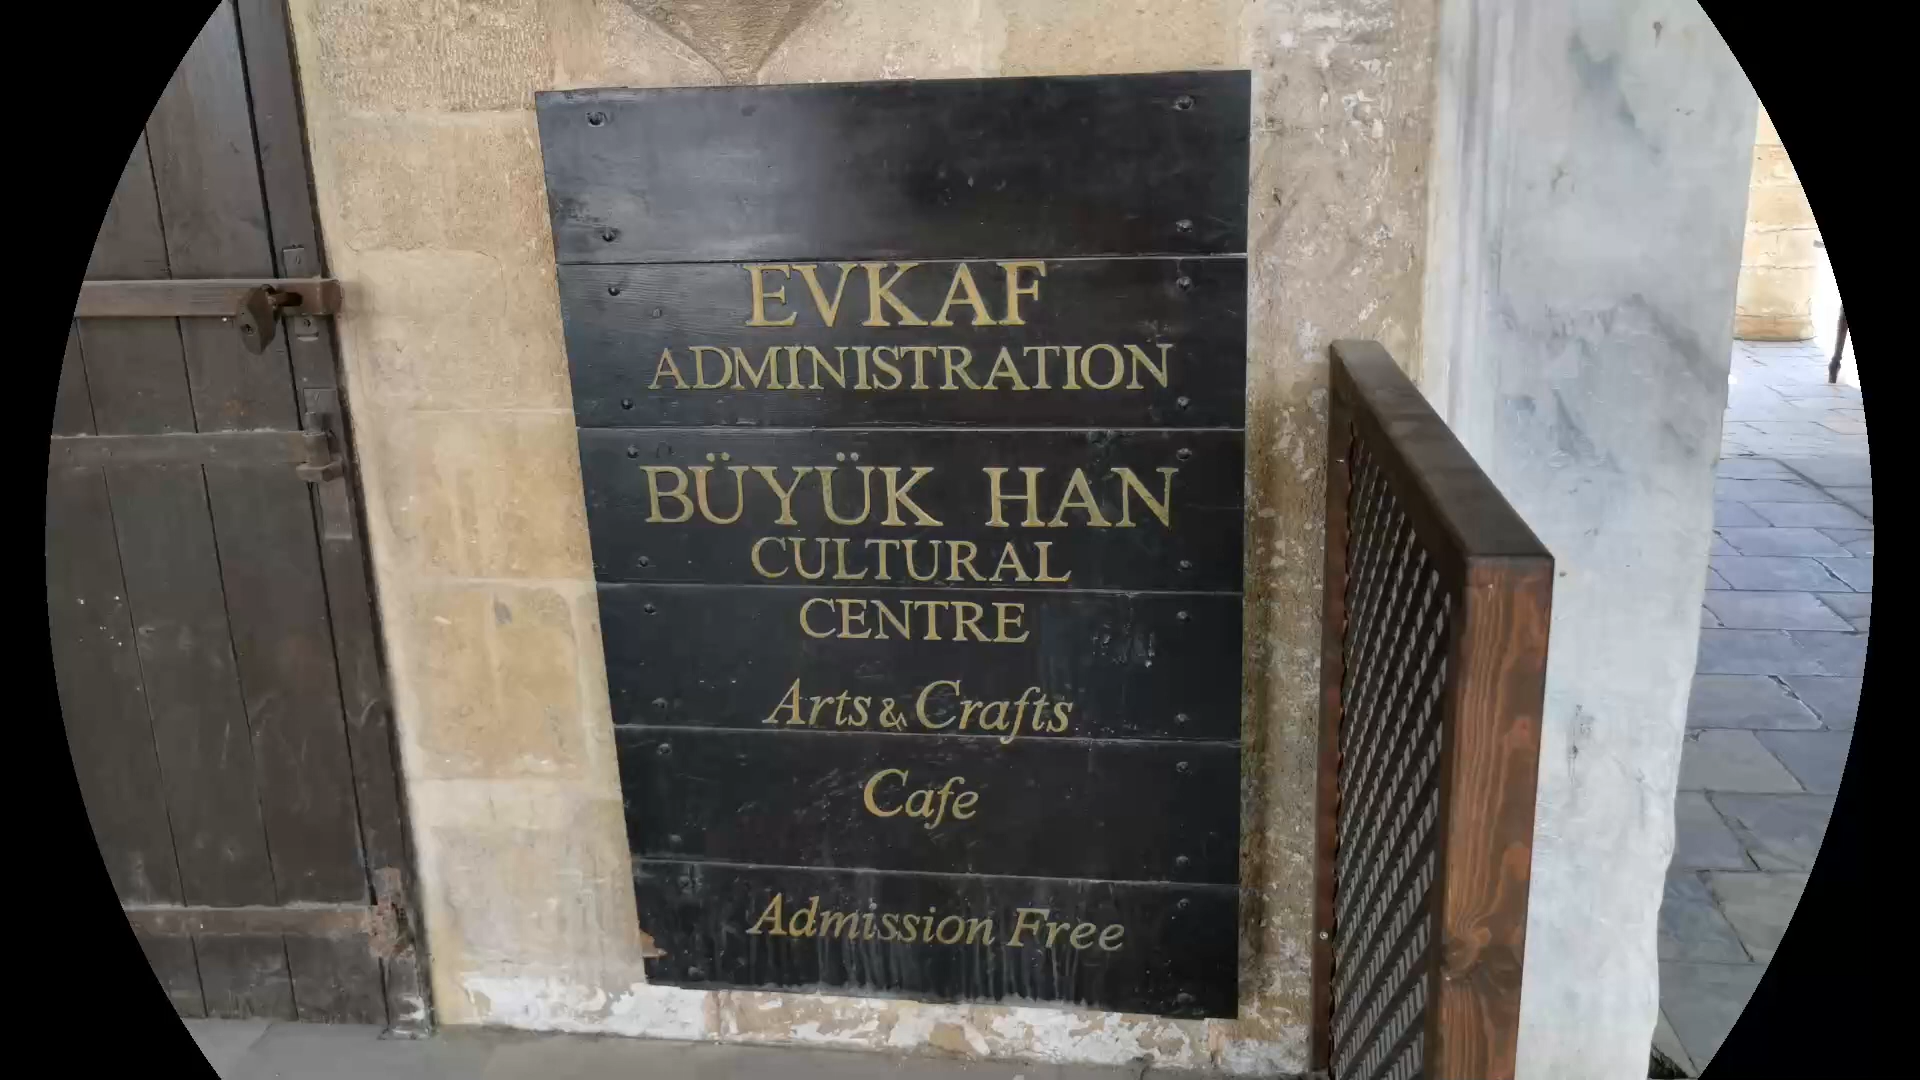 EVKAF
ADMINISTRATION
BÜYÜK HAN
CULTURAL
CENTRE
Arts & Crafts
Cafe
Admission Free